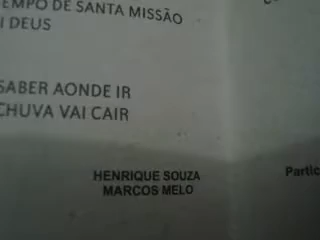 EMPO DE SANTA MISSÃO
I DEUS
SABER AONDE IR
CHUVA VAI CAIR
HENRIQUE SOUZA
MARCOS MELO
Partic